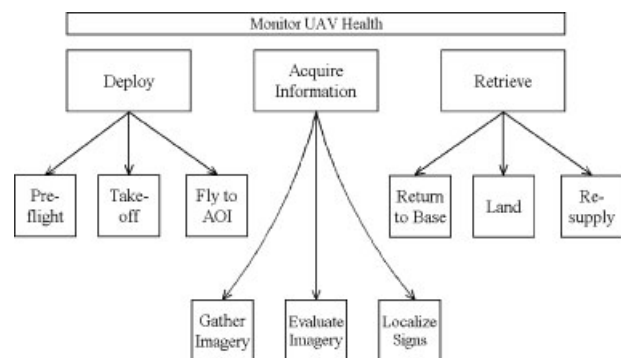 Monitor UAV Health
Deploy
Acquire
Information
Retrieve
Pre-
flight
Take-
off
Fly to
AOI
Return
to Base
Land
Re-
supply
Gather
Imagery
Evaluate
Imagery
Localize
Signs